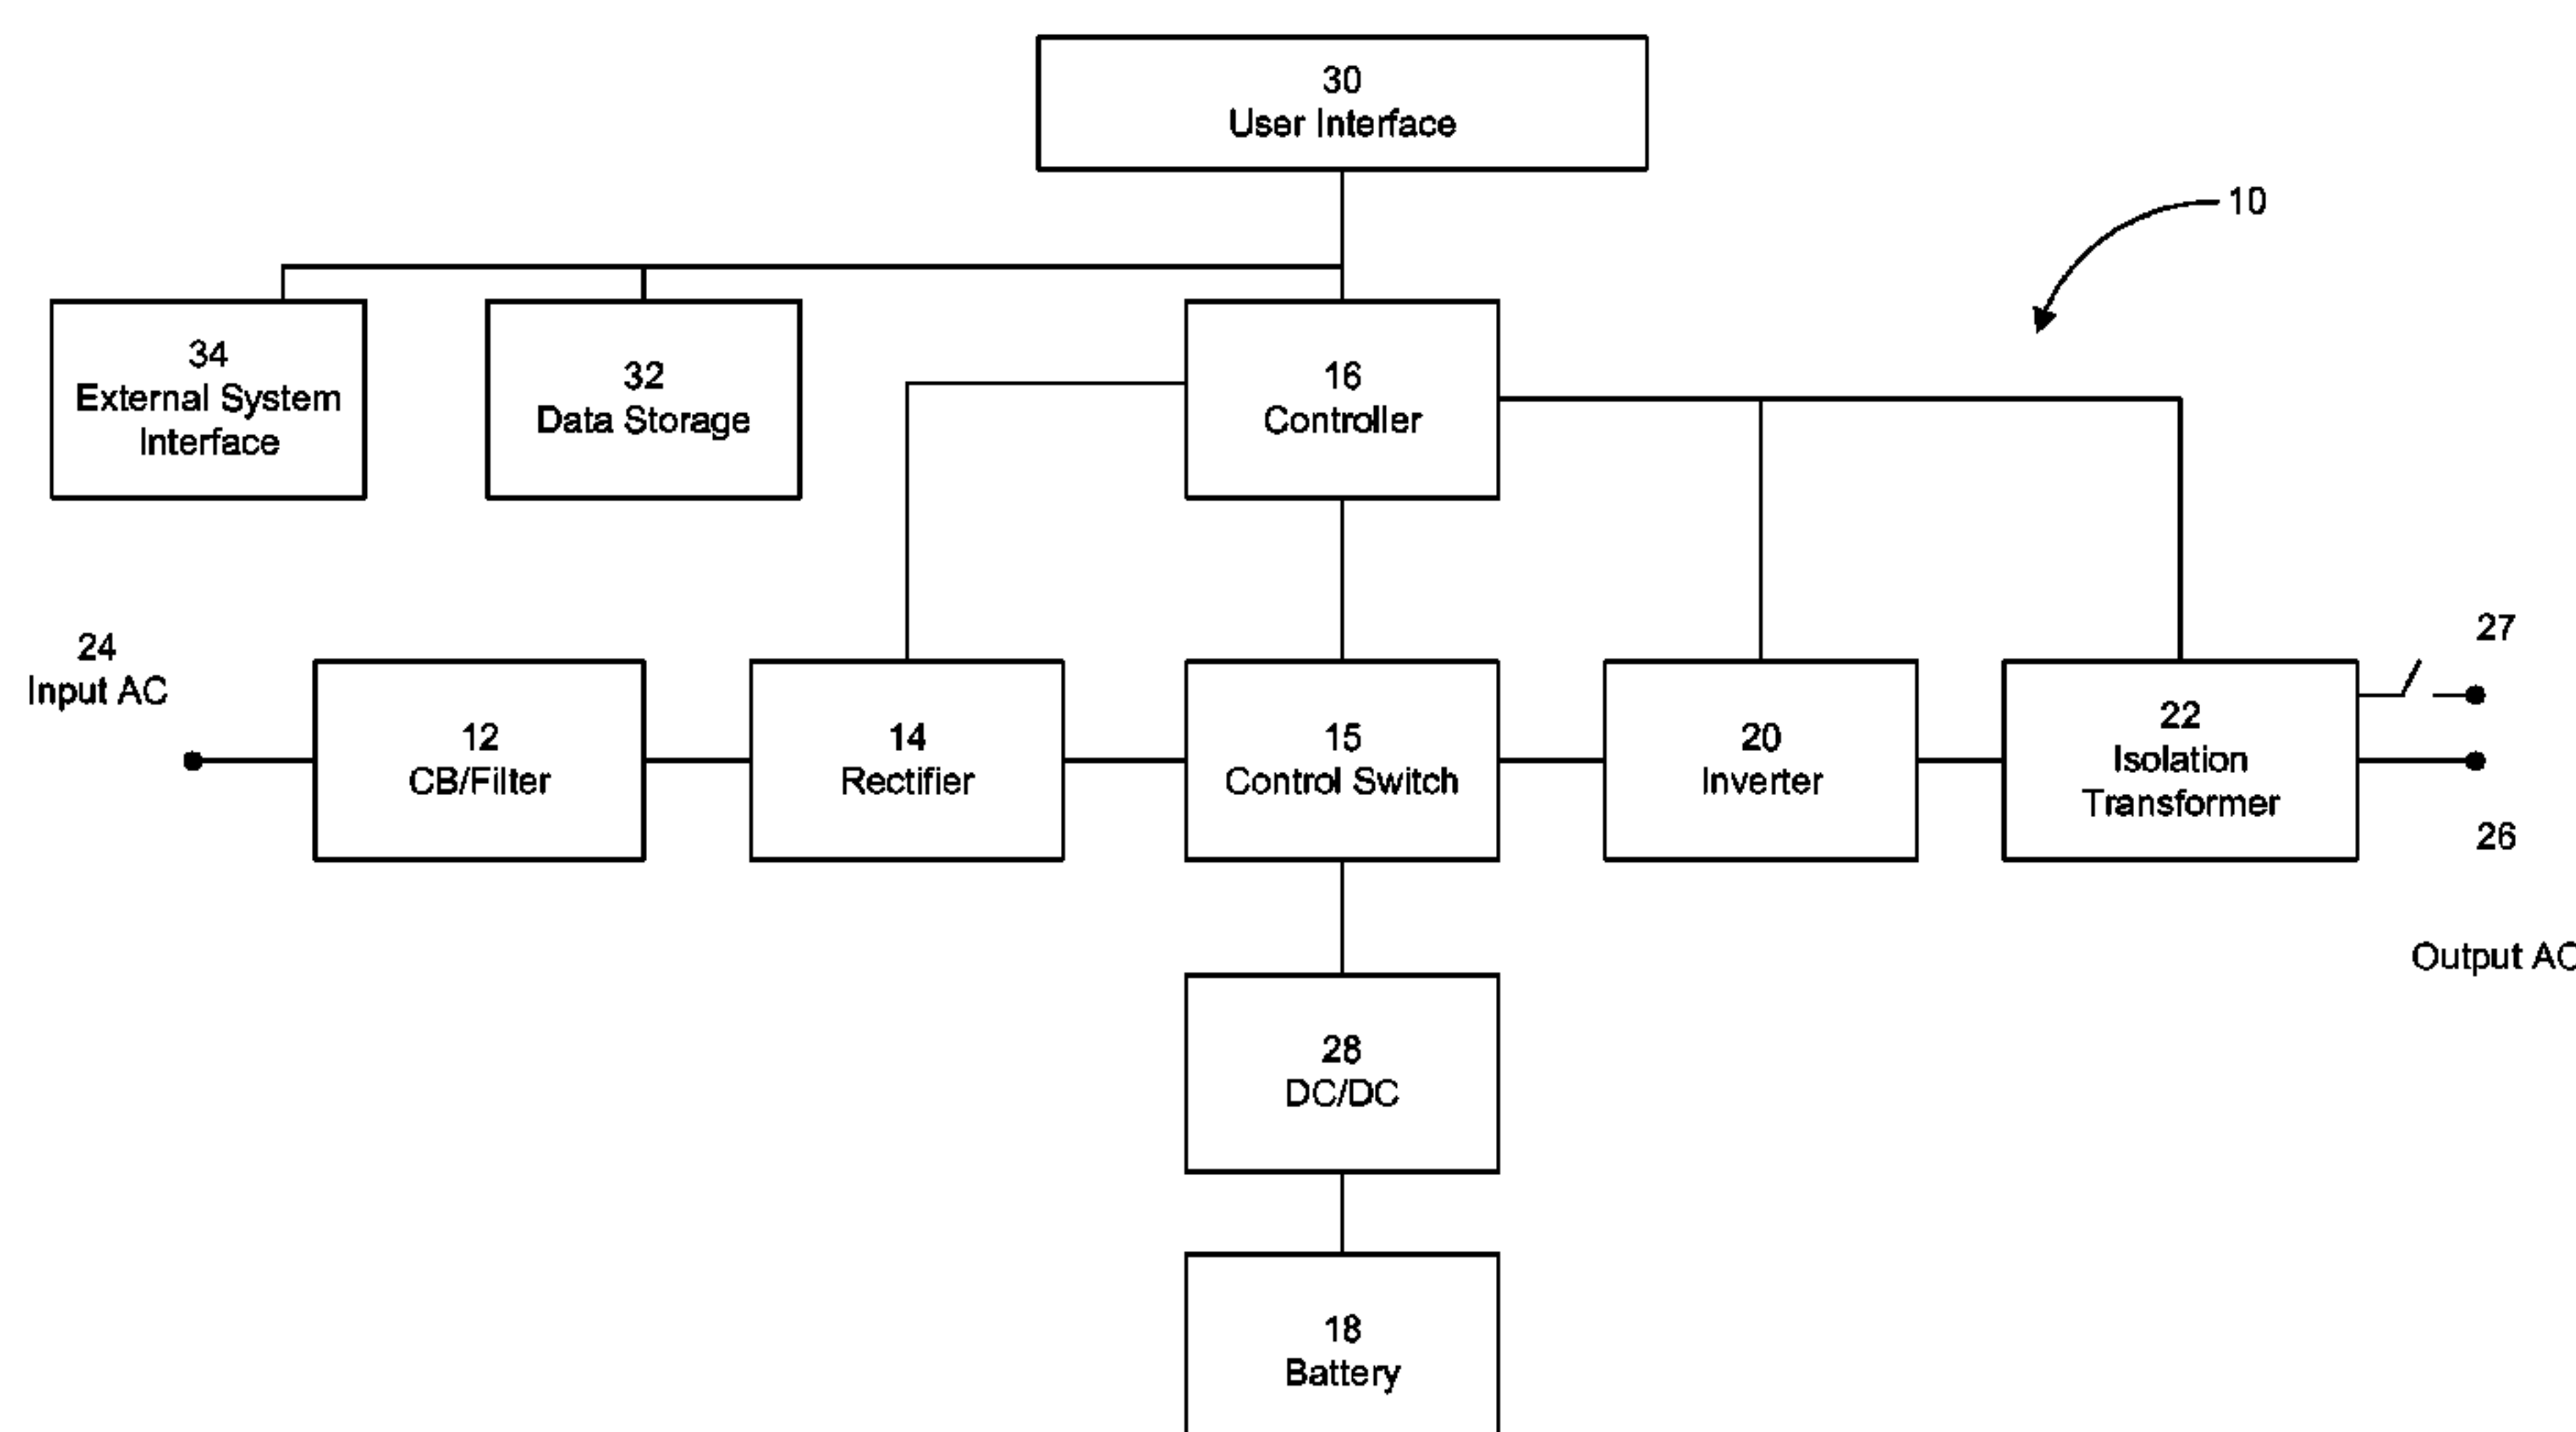 30
User Interface
10
34
External System
Interface
32
Data Storage
16
Controller
24
Input AC
12
CB/Filter
14
Rectifier
15
Control Switch
20
Inverter
22
Isolation
Transformer
27
26
Output AC
28
DC/DC
18
Battery